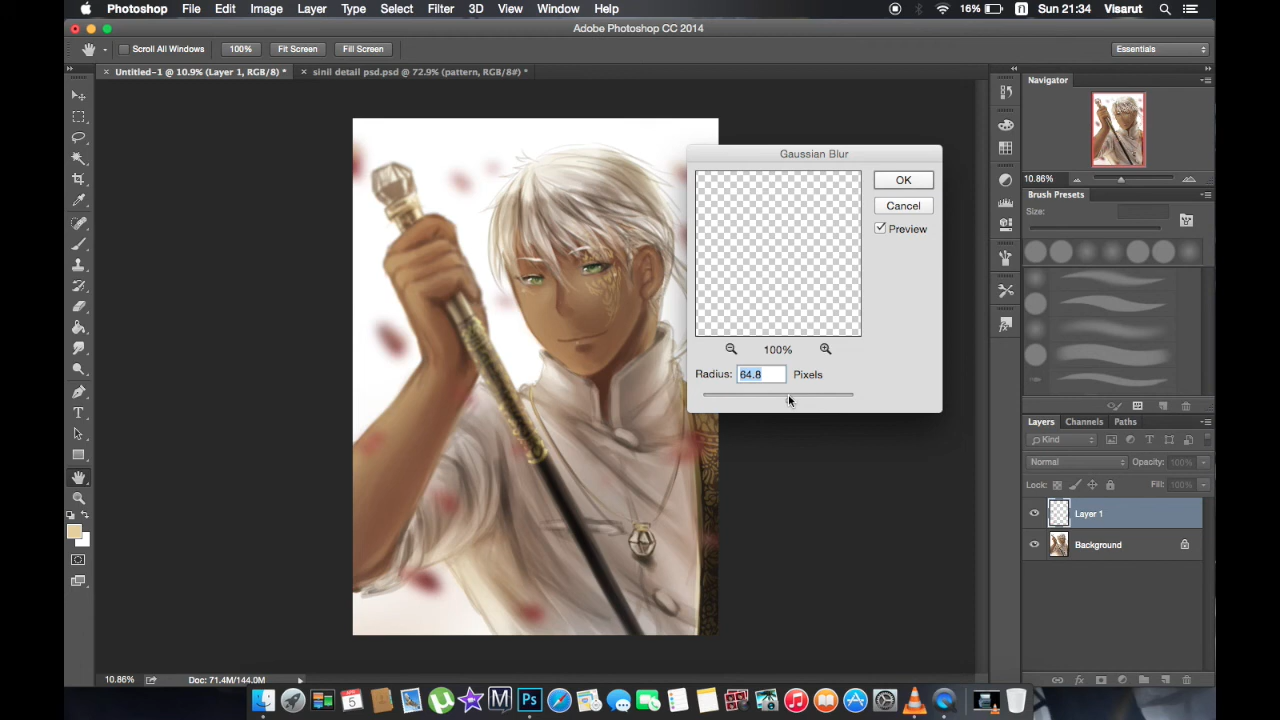 Photoshop File Edit Image Layer Type Select Filter 3D View Window Help 16% Sun 21:34 Visarut
Adobe Photoshop CC 2014
Scroll All Windows 100% Fit Screen Fill Screen Essentials
Untitled-1 @ 10.9% (Layer 1, RGB/8) * sinil detail psd.psd @ 72.9% (pattern, RGB/8#) *
Navigator
10.86%
Brush Presets
Size:
Gaussian Blur
OK
Cancel
Preview
100%
Radius: 64.8 Pixels
Layers Channels Paths
Kind
Normal Opacity: 100%
Lock: Fill: 100%
Layer 1
Background
10.86% Doc: 71.4M/144.0M
5
Ps